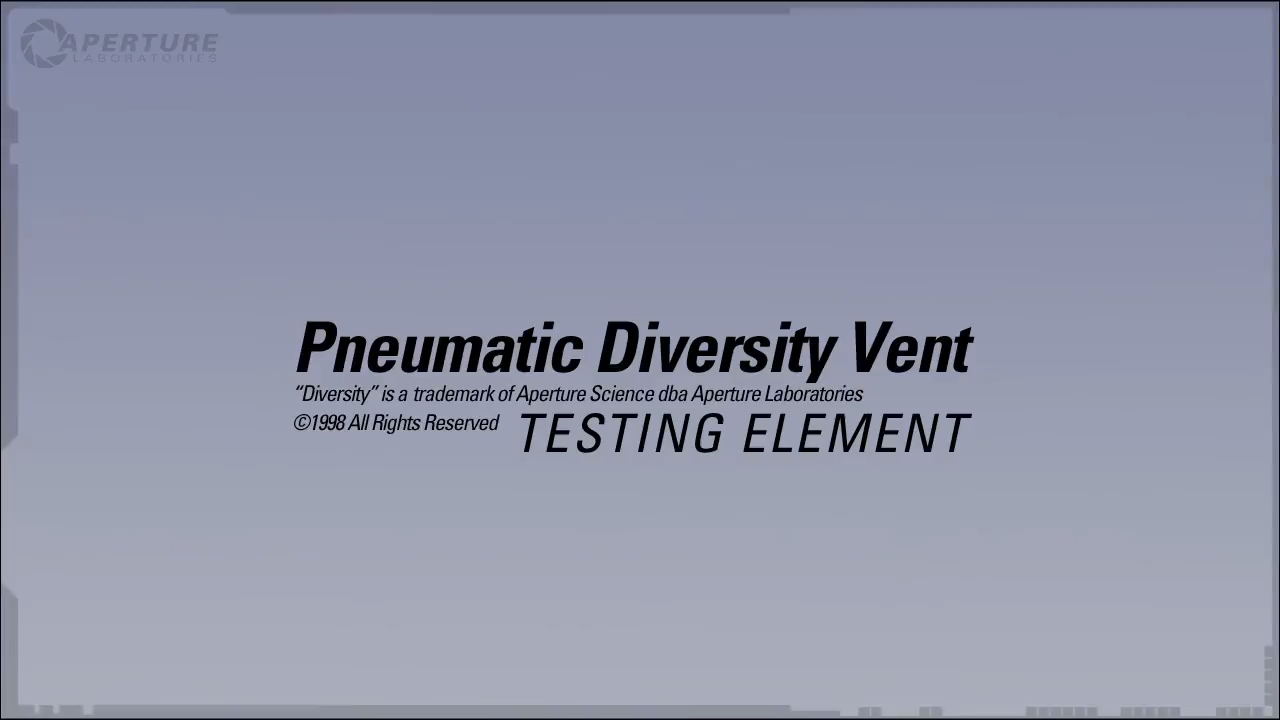 APERTURE
LABORATORIES
Pneumatic Diversity Vent
“Diversity” is a trademark of Aperture Science dba Aperture Laboratories
©1998 All Rights Reserved TESTING ELEMENT